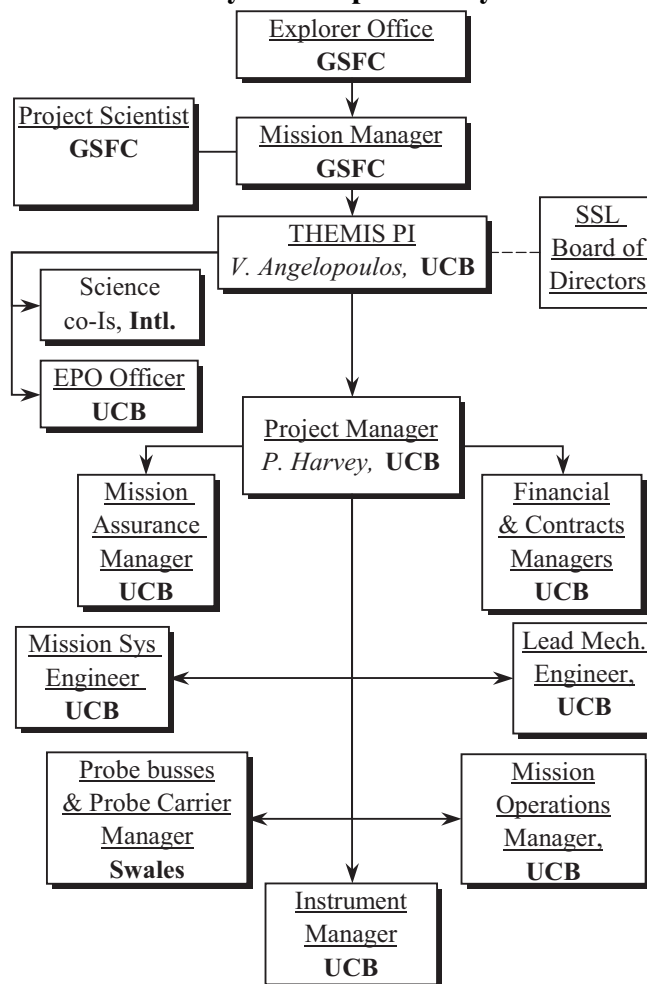 Explorer Office
GSFC
Project Scientist
GSFC
Mission Manager
GSFC
THEMIS PI
V. Angelopoulos, UCB
SSL
Board of
Directors
Science
co-Is, Intl.
EPO Officer
UCB
Project Manager
P. Harvey, UCB
Mission
Assurance
Manager
UCB
Financial
& Contracts
Managers
UCB
Mission Sys
Engineer
UCB
Lead Mech.
Engineer,
UCB
Probe busses
& Probe Carrier
Manager
Swales
Mission
Operations
Manager,
UCB
Instrument
Manager
UCB